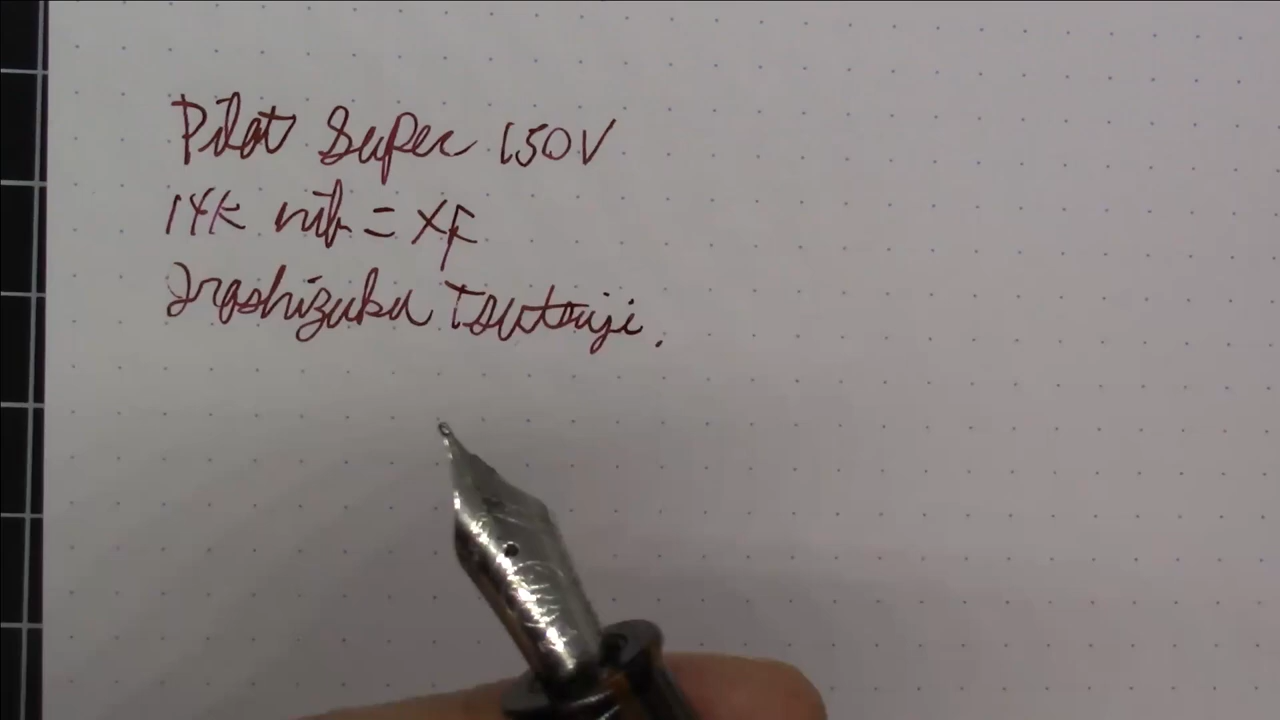 Pilot Super 150V
14K nib = XF
Iroshizuku Tsutsuji.